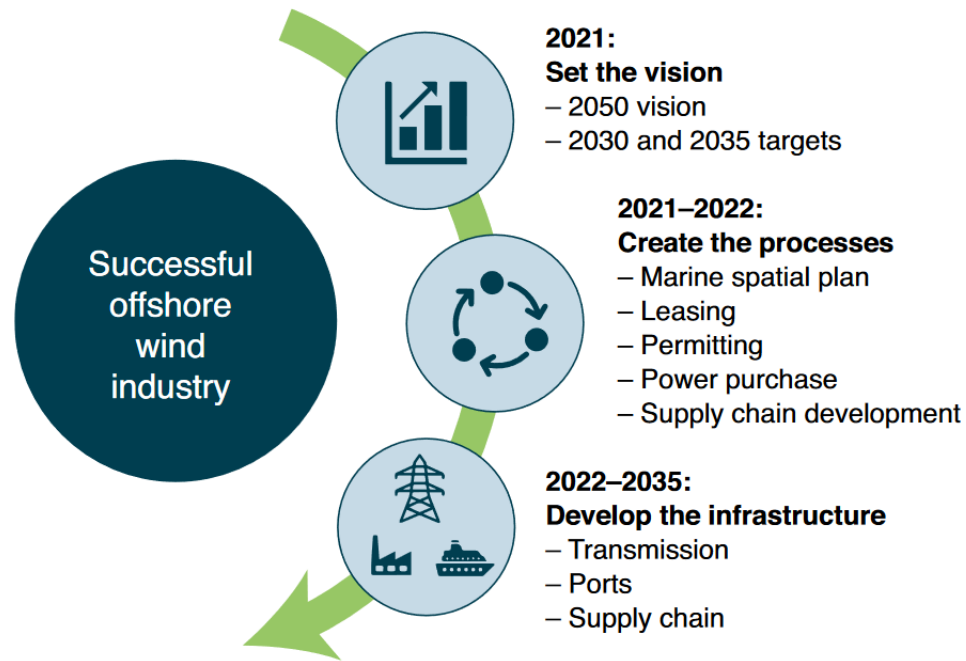 Successful
offshore
wind
industry
2021:
Set the vision
– 2050 vision
– 2030 and 2035 targets
2021–2022:
Create the processes
– Marine spatial plan
– Leasing
– Permitting
– Power purchase
– Supply chain development
2022–2035:
Develop the infrastructure
– Transmission
– Ports
– Supply chain